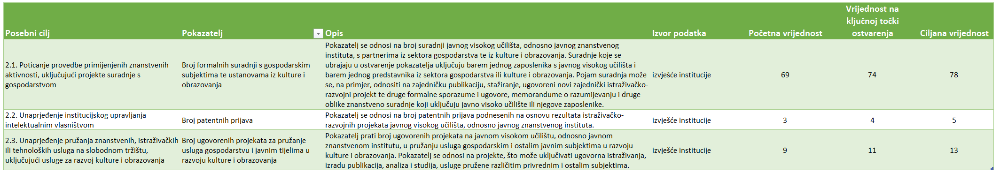 Posebni cilj
Pokazatelj
Opis
Izvor podatka
Početna vrijednost
Vrijednost na
ključnoj točki
ostvarenja
Ciljana vrijednost
2.1. Poticanje provedbe primijenjenih znanstvenih
aktivnosti, uključujući projekte suradnje s
gospodarstvom
Broj formalnih suradnji s gospodarskim
subjektima te ustanovama iz kulture i
obrazovanja
Pokazatelj se odnosi na broj suradnji javnog visokog učilišta, odnosno javnog znanstvenog
instituta, s partnerima iz sektora gospodarstva te iz kulture i obrazovanja. Suradnje koje se
ubrajaju u ostvarenje pokazatelja uključuju barem jednog zaposlenika s javnog visokog učilišta i
barem jednog predstavnika iz sektora gospodarstva ili kulture i obrazovanja. Pojam suradnja može
se, na primjer, odnositi na zajedničku publikaciju, stažiranje, ugovoreni novi zajednički istraživačko-
razvojni projekt te druge formalne sporazume i ugovore, memorandume o razumijevanju i druge
oblike znanstveno suradnje koji uključuju javno visoko učilište ili njegove zaposlenike.
izvješće institucije
69
74
78
2.2. Unaprjeđenje institucijskog upravljanja
intelektualnim vlasništvom
Broj patentnih prijava
Pokazatelj se odnosi na broj patentnih prijava podnesenih na osnovu rezultata istraživačko-
razvojnih projekata javnog visokog učilišta, odnosno javnog znanstvenog instituta.
izvješće institucije
3
4
5
2.3. Unaprjeđenje pružanja znanstvenih, istraživačkih
ili tehnoloških usluga na slobodnom tržištu,
uključujući usluge za razvoj kulture i obrazovanja
Broj ugovorenih projekata za pružanje
usluga gospodarstvu i javnim tijelima u
razvoju kulture i obrazovanja
Pokazatelj prati broj ugovorenih projekata na javnom visokom učilištu, odnosno javnom
znanstvenom institutu, u pružanju usluga gospodarskim i ostalim javnim subjektima u razvoju
kulture i obrazovanja. Pokazatelj se odnosi na projekte, što može uključivati ugovorna istraživanja,
izradu publikacija, analiza i studija, usluge pružene različitim privrednim i ostalim subjektima.
izvješće institucije
9
11
13